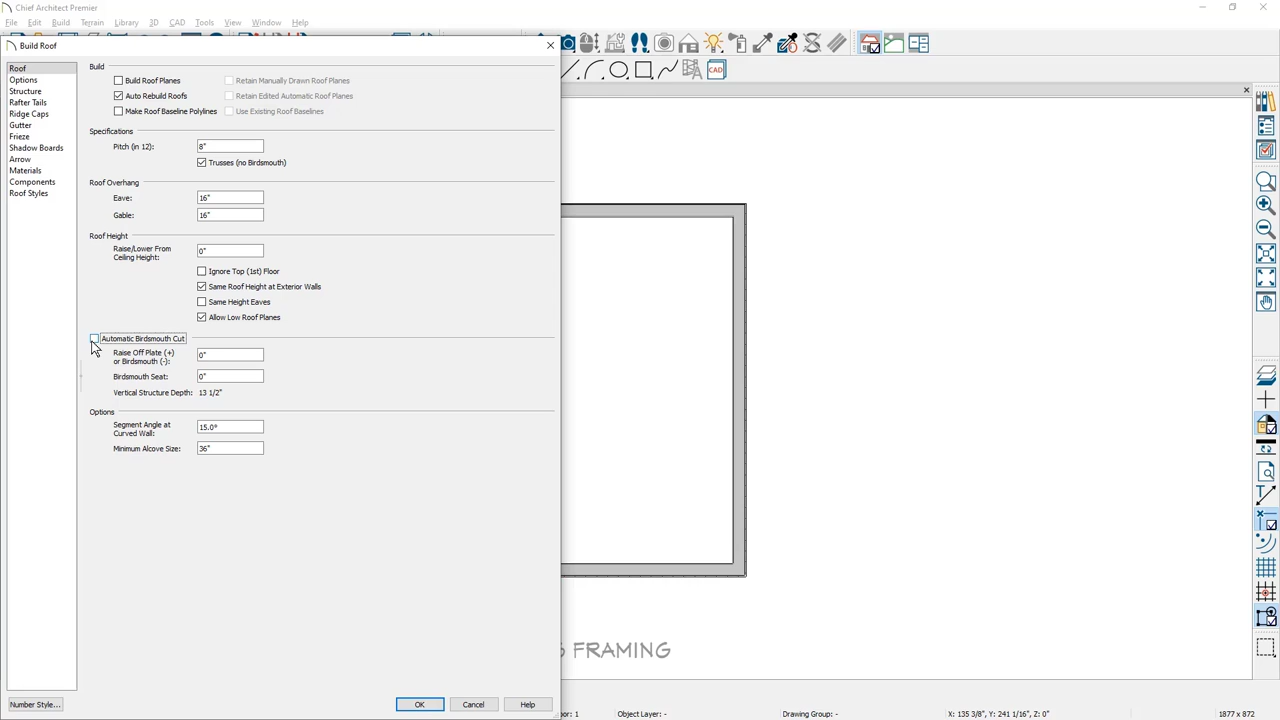 Chief Architect Premier
File Edit Build Terrain Library 3D CAD Tools View Window Help
Build Roof
Roof
Options
Structure
Rafter Tails
Ridge Caps
Gutter
Frieze
Shadow Boards
Arrow
Materials
Components
Roof Styles
Build
Build Roof Planes Retain Manually Drawn Roof Planes
Auto Rebuild Roofs Retain Edited Automatic Roof Planes
Make Roof Baseline Polylines Use Existing Roof Baselines
Specifications
Pitch (in 12): 8"
Trusses (no Birdsmouth)
Roof Overhang
Eave: 16"
Gable: 16"
Roof Height
Raise/Lower From
Ceiling Height: 0"
Ignore Top (1st) Floor
Same Roof Height at Exterior Walls
Same Height Eaves
Allow Low Roof Planes
Automatic Birdsmouth Cut
Raise Off Plate (+)
or Birdsmouth (-): 0"
Birdsmouth Seat: 0"
Vertical Structure Depth: 13 1/2"
Options
Segment Angle at
Curved Wall: 15.0°
Minimum Alcove Size: 36"
Number Style... OK Cancel Help
CAD
FRAMING
oor: 1 Object Layer: - Drawing Group: - X: 135 3/8", Y: 241 1/16", Z: 0" 1877 x 872